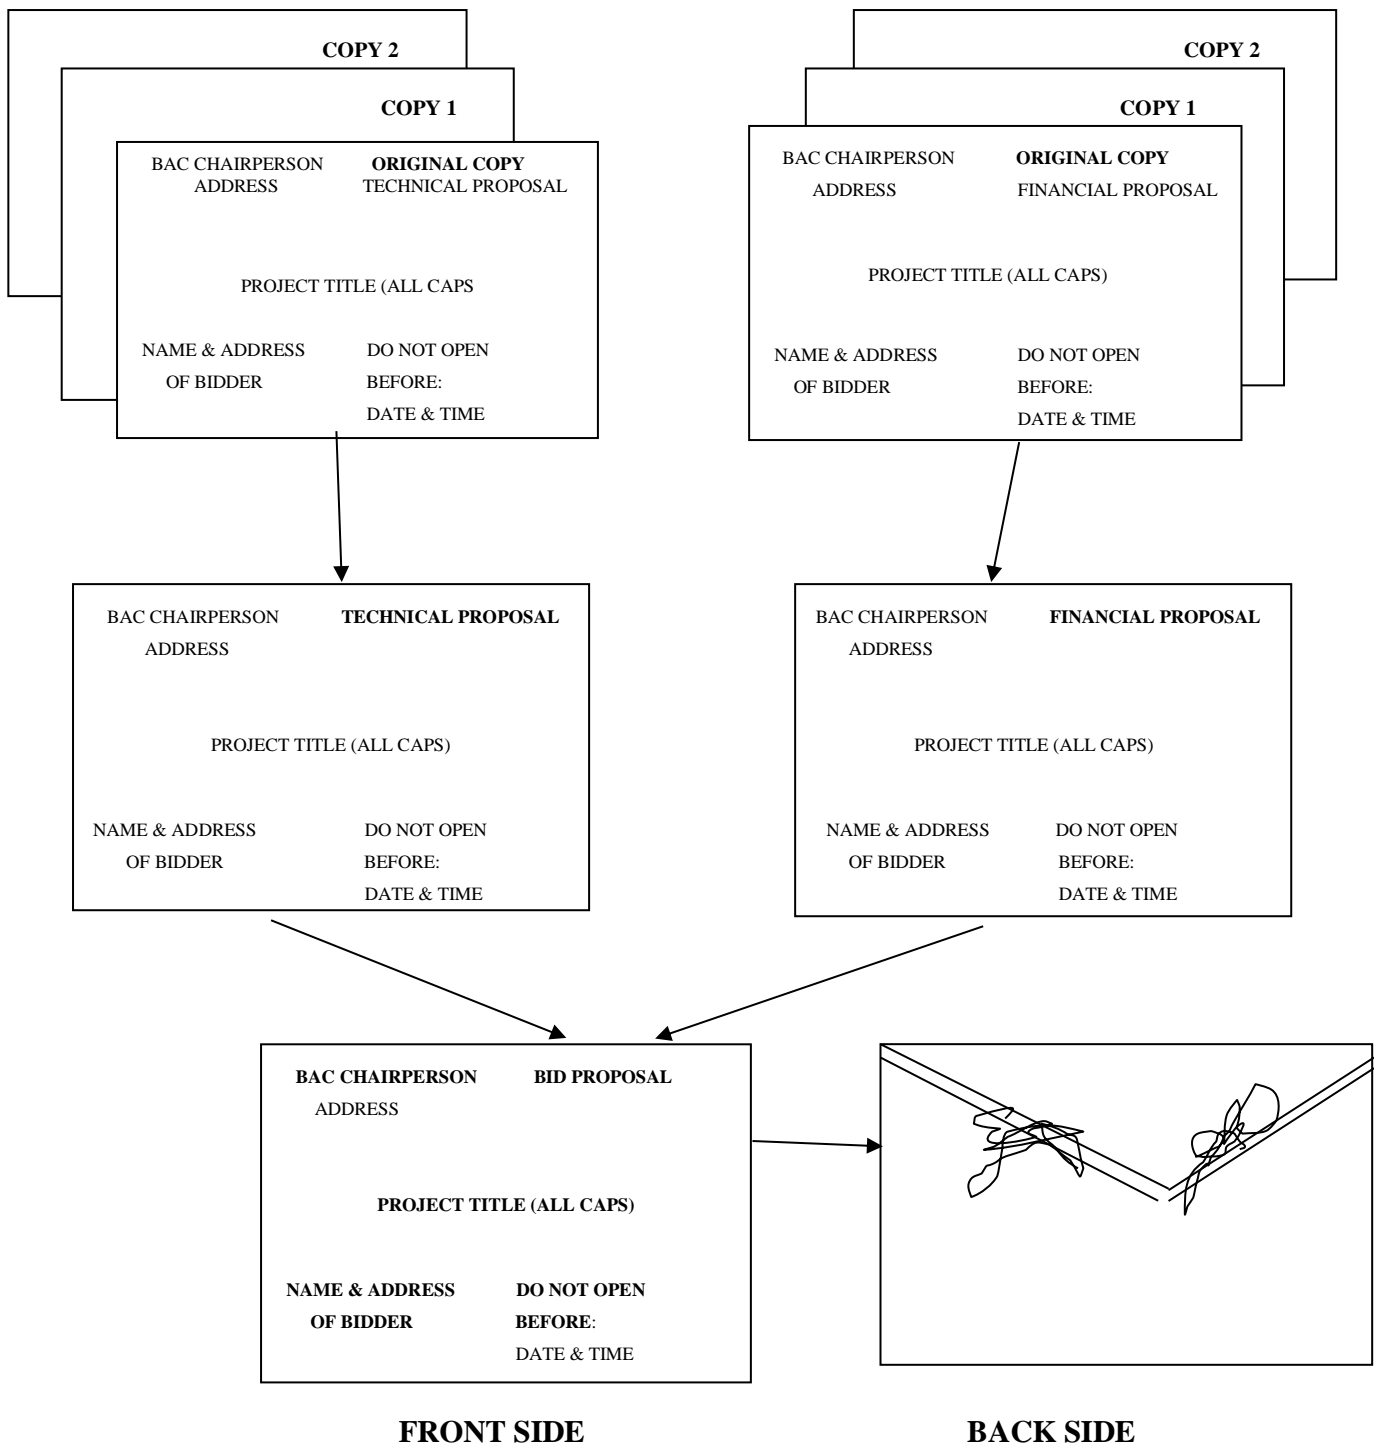 COPY 2
COPY 1
BAC CHAIRPERSON ORIGINAL COPY
ADDRESS TECHNICAL PROPOSAL
PROJECT TITLE (ALL CAPS
NAME & ADDRESS DO NOT OPEN
OF BIDDER BEFORE:
DATE & TIME
COPY 2
COPY 1
BAC CHAIRPERSON ORIGINAL COPY
ADDRESS FINANCIAL PROPOSAL
PROJECT TITLE (ALL CAPS)
NAME & ADDRESS DO NOT OPEN
OF BIDDER BEFORE:
DATE & TIME
BAC CHAIRPERSON TECHNICAL PROPOSAL
ADDRESS
PROJECT TITLE (ALL CAPS)
NAME & ADDRESS DO NOT OPEN
OF BIDDER BEFORE:
DATE & TIME
BAC CHAIRPERSON FINANCIAL PROPOSAL
ADDRESS
PROJECT TITLE (ALL CAPS)
NAME & ADDRESS DO NOT OPEN
OF BIDDER BEFORE:
DATE & TIME
BAC CHAIRPERSON BID PROPOSAL
ADDRESS
PROJECT TITLE (ALL CAPS)
NAME & ADDRESS DO NOT OPEN
OF BIDDER BEFORE:
DATE & TIME
FRONT SIDE
BACK SIDE